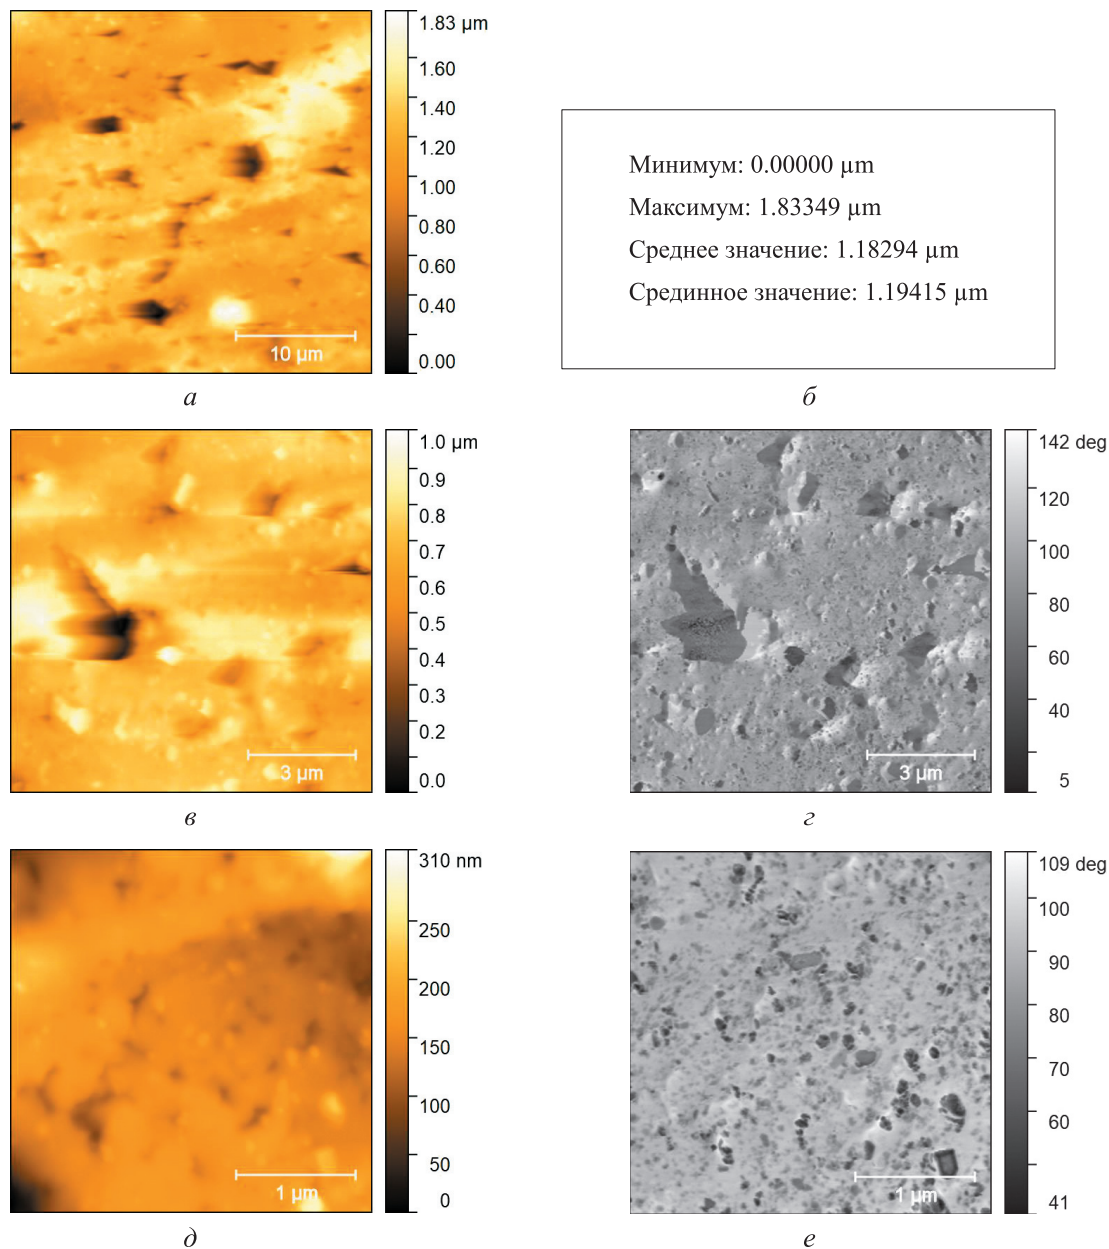 1.83 µm
1.60
1.40
1.20
1.00
0.80
0.60
0.40
0.00
10 µm
а
Минимум: 0.00000 µm
Максимум: 1.83349 µm
Среднее значение: 1.18294 µm
Срединное значение: 1.19415 µm
б
1.0 µm
0.9
0.8
0.7
0.6
0.5
0.4
0.3
0.2
0.0
3 µm
в
142 deg
120
100
80
60
40
5
3 µm
г
310 nm
250
200
150
100
50
0
1 µm
д
109 deg
100
90
80
70
60
41
1 µm
е